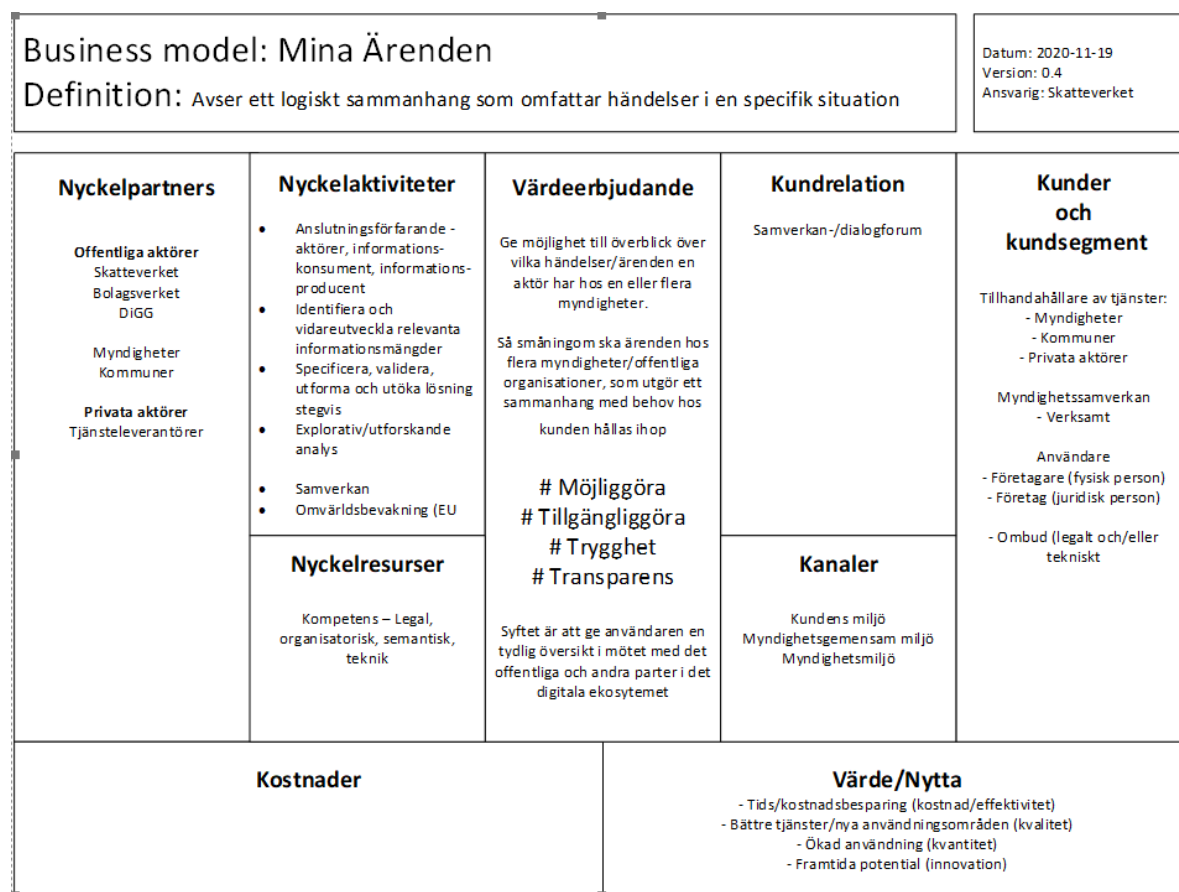 Business model: Mina Ärenden
Definition: Avser ett logiskt sammanhang som omfattar händelser i en specifik situation
Datum: 2020-11-19
Version: 0.4
Ansvarig: Skatteverket
Nyckelpartners
Offentliga aktörer
Skatteverket
Bolagsverket
DiGG
Myndigheter
Kommuner
Privata aktörer
Tjänsteleverantörer
Nyckelaktiviteter
• Anslutningsförfarande -
aktörer, informations-
konsument, informations-
producent
• Identifiera och
vidareutveckla relevanta
informationsmängder
• Specificera, validera,
utforma och utöka lösning
stegvis
• Explorativ/utforskande
analys
• Samverkan
• Omvärldsbevakning (EU
Nyckelresurser
Kompetens – Legal,
organisatorisk, semantisk,
teknik
Värdeerbjudande
Ge möjlighet till överblick över
vilka händelser/ärenden en
aktör har hos en eller flera
myndigheter.
Så småningom ska ärenden hos
flera myndigheter/offentliga
organisationer, som utgör ett
sammanhang med behov hos
kunden hållas ihop
# Möjliggöra
# Tillgängliggöra
# Trygghet
# Transparens
Syftet är att ge användaren en
tydlig översikt i mötet med det
offentliga och andra parter i det
digitala ekosytemet
Kundrelation
Samverkan-/dialogforum
Kanaler
Kundens miljö
Myndighetsgemensam miljö
Myndighetsmiljö
Kunder
och
kundsegment
Tillhandahållare av tjänster:
- Myndigheter
- Kommuner
- Privata aktörer
Myndighetssamverkan
- Verksamt
Användare
- Företagare (fysisk person)
- Företag (juridisk person)
- Ombud (legalt och/eller
tekniskt
Kostnader
Värde/Nytta
- Tids/kostnadsbesparing (kostnad/effektivitet)
- Bättre tjänster/nya användningsområden (kvalitet)
- Ökad användning (kvantitet)
- Framtida potential (innovation)